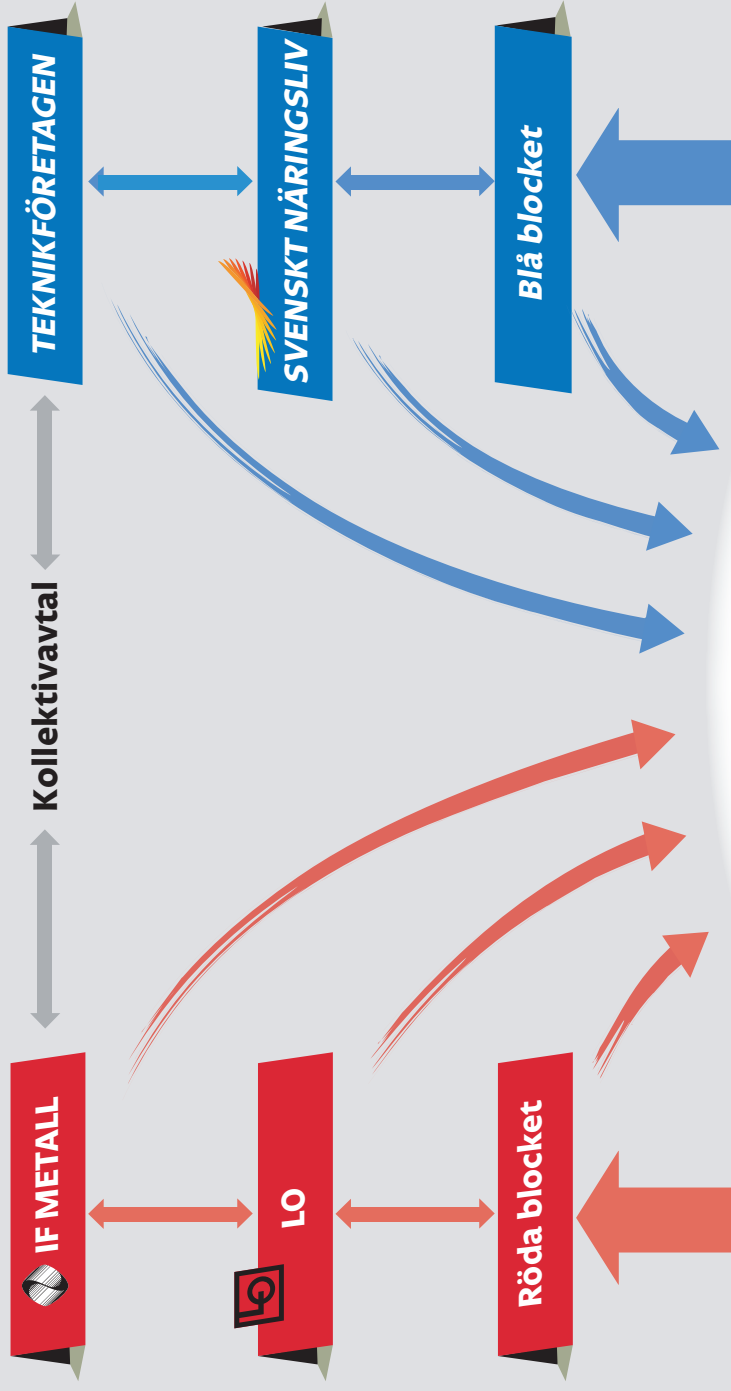 IF METALL
Kollektivavtal
TEKNIKFÖRETAGEN
LO
SVENSKT NÄRINGSLIV
Röda blocket
Blå blocket